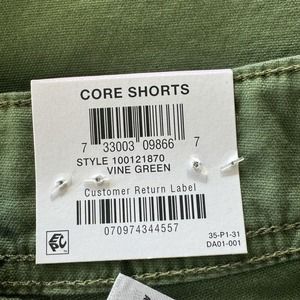 CORE SHORTS
7 33003 09866 7
STYLE 100121870
VINE GREEN
Customer Return Label
070974344557
35-P1-31
DA01-001